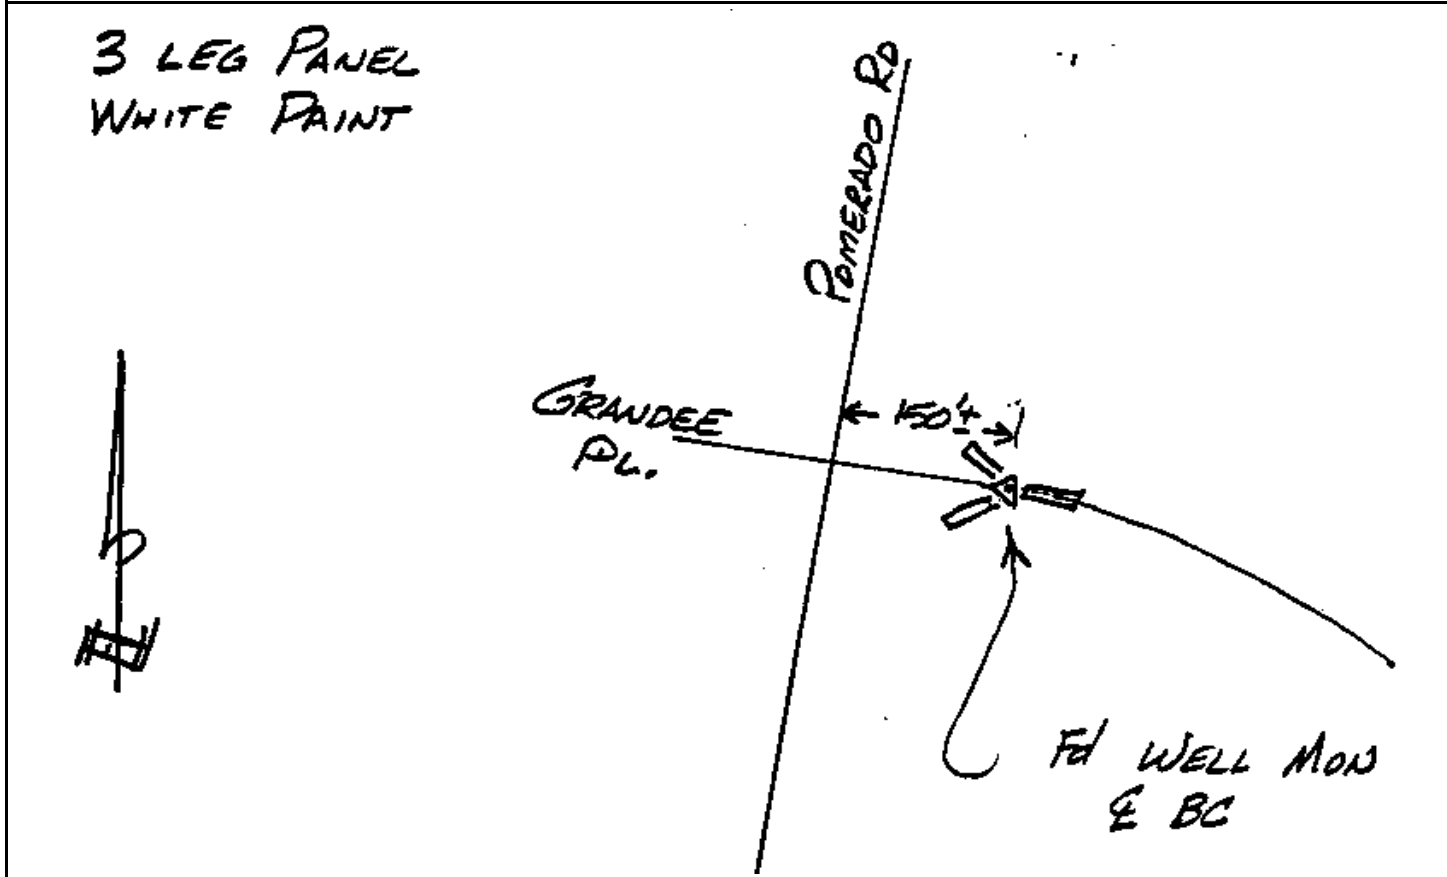 3 LEG PANEL
WHITE PAINT
POMERADO RD
GRANDEE
PL.
150'±
N
Fd WELL MON
℄ BC